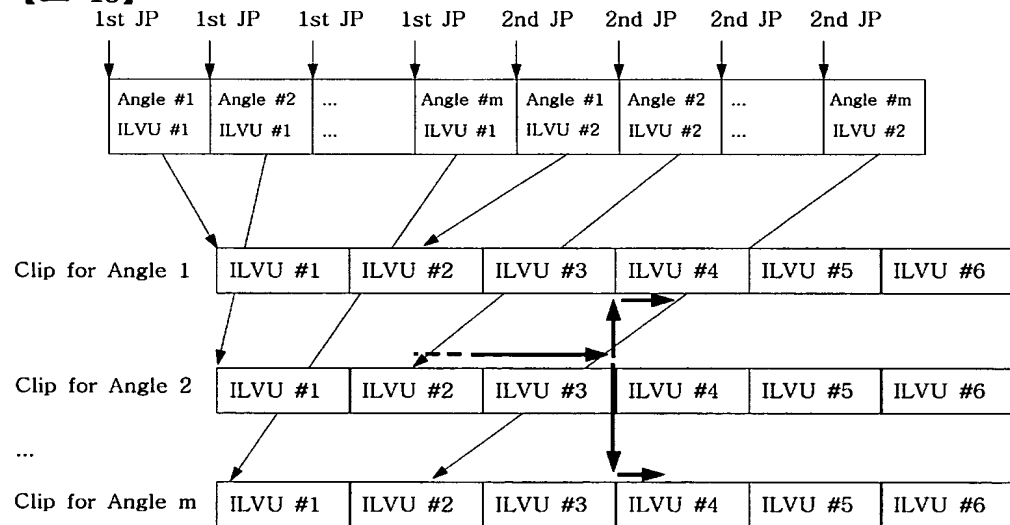 1st JP 1st JP 1st JP 1st JP 2nd JP 2nd JP 2nd JP 2nd JP
Angle #1 Angle #2 ... Angle #m Angle #1 Angle #2 ... Angle #m
ILVU #1 ILVU #1 ... ILVU #1 ILVU #2 ILVU #2 ... ILVU #2
Clip for Angle 1 ILVU #1 ILVU #2 ILVU #3 ILVU #4 ILVU #5 ILVU #6
Clip for Angle 2 ILVU #1 ILVU #2 ILVU #3 ILVU #4 ILVU #5 ILVU #6
...
Clip for Angle m ILVU #1 ILVU #2 ILVU #3 ILVU #4 ILVU #5 ILVU #6